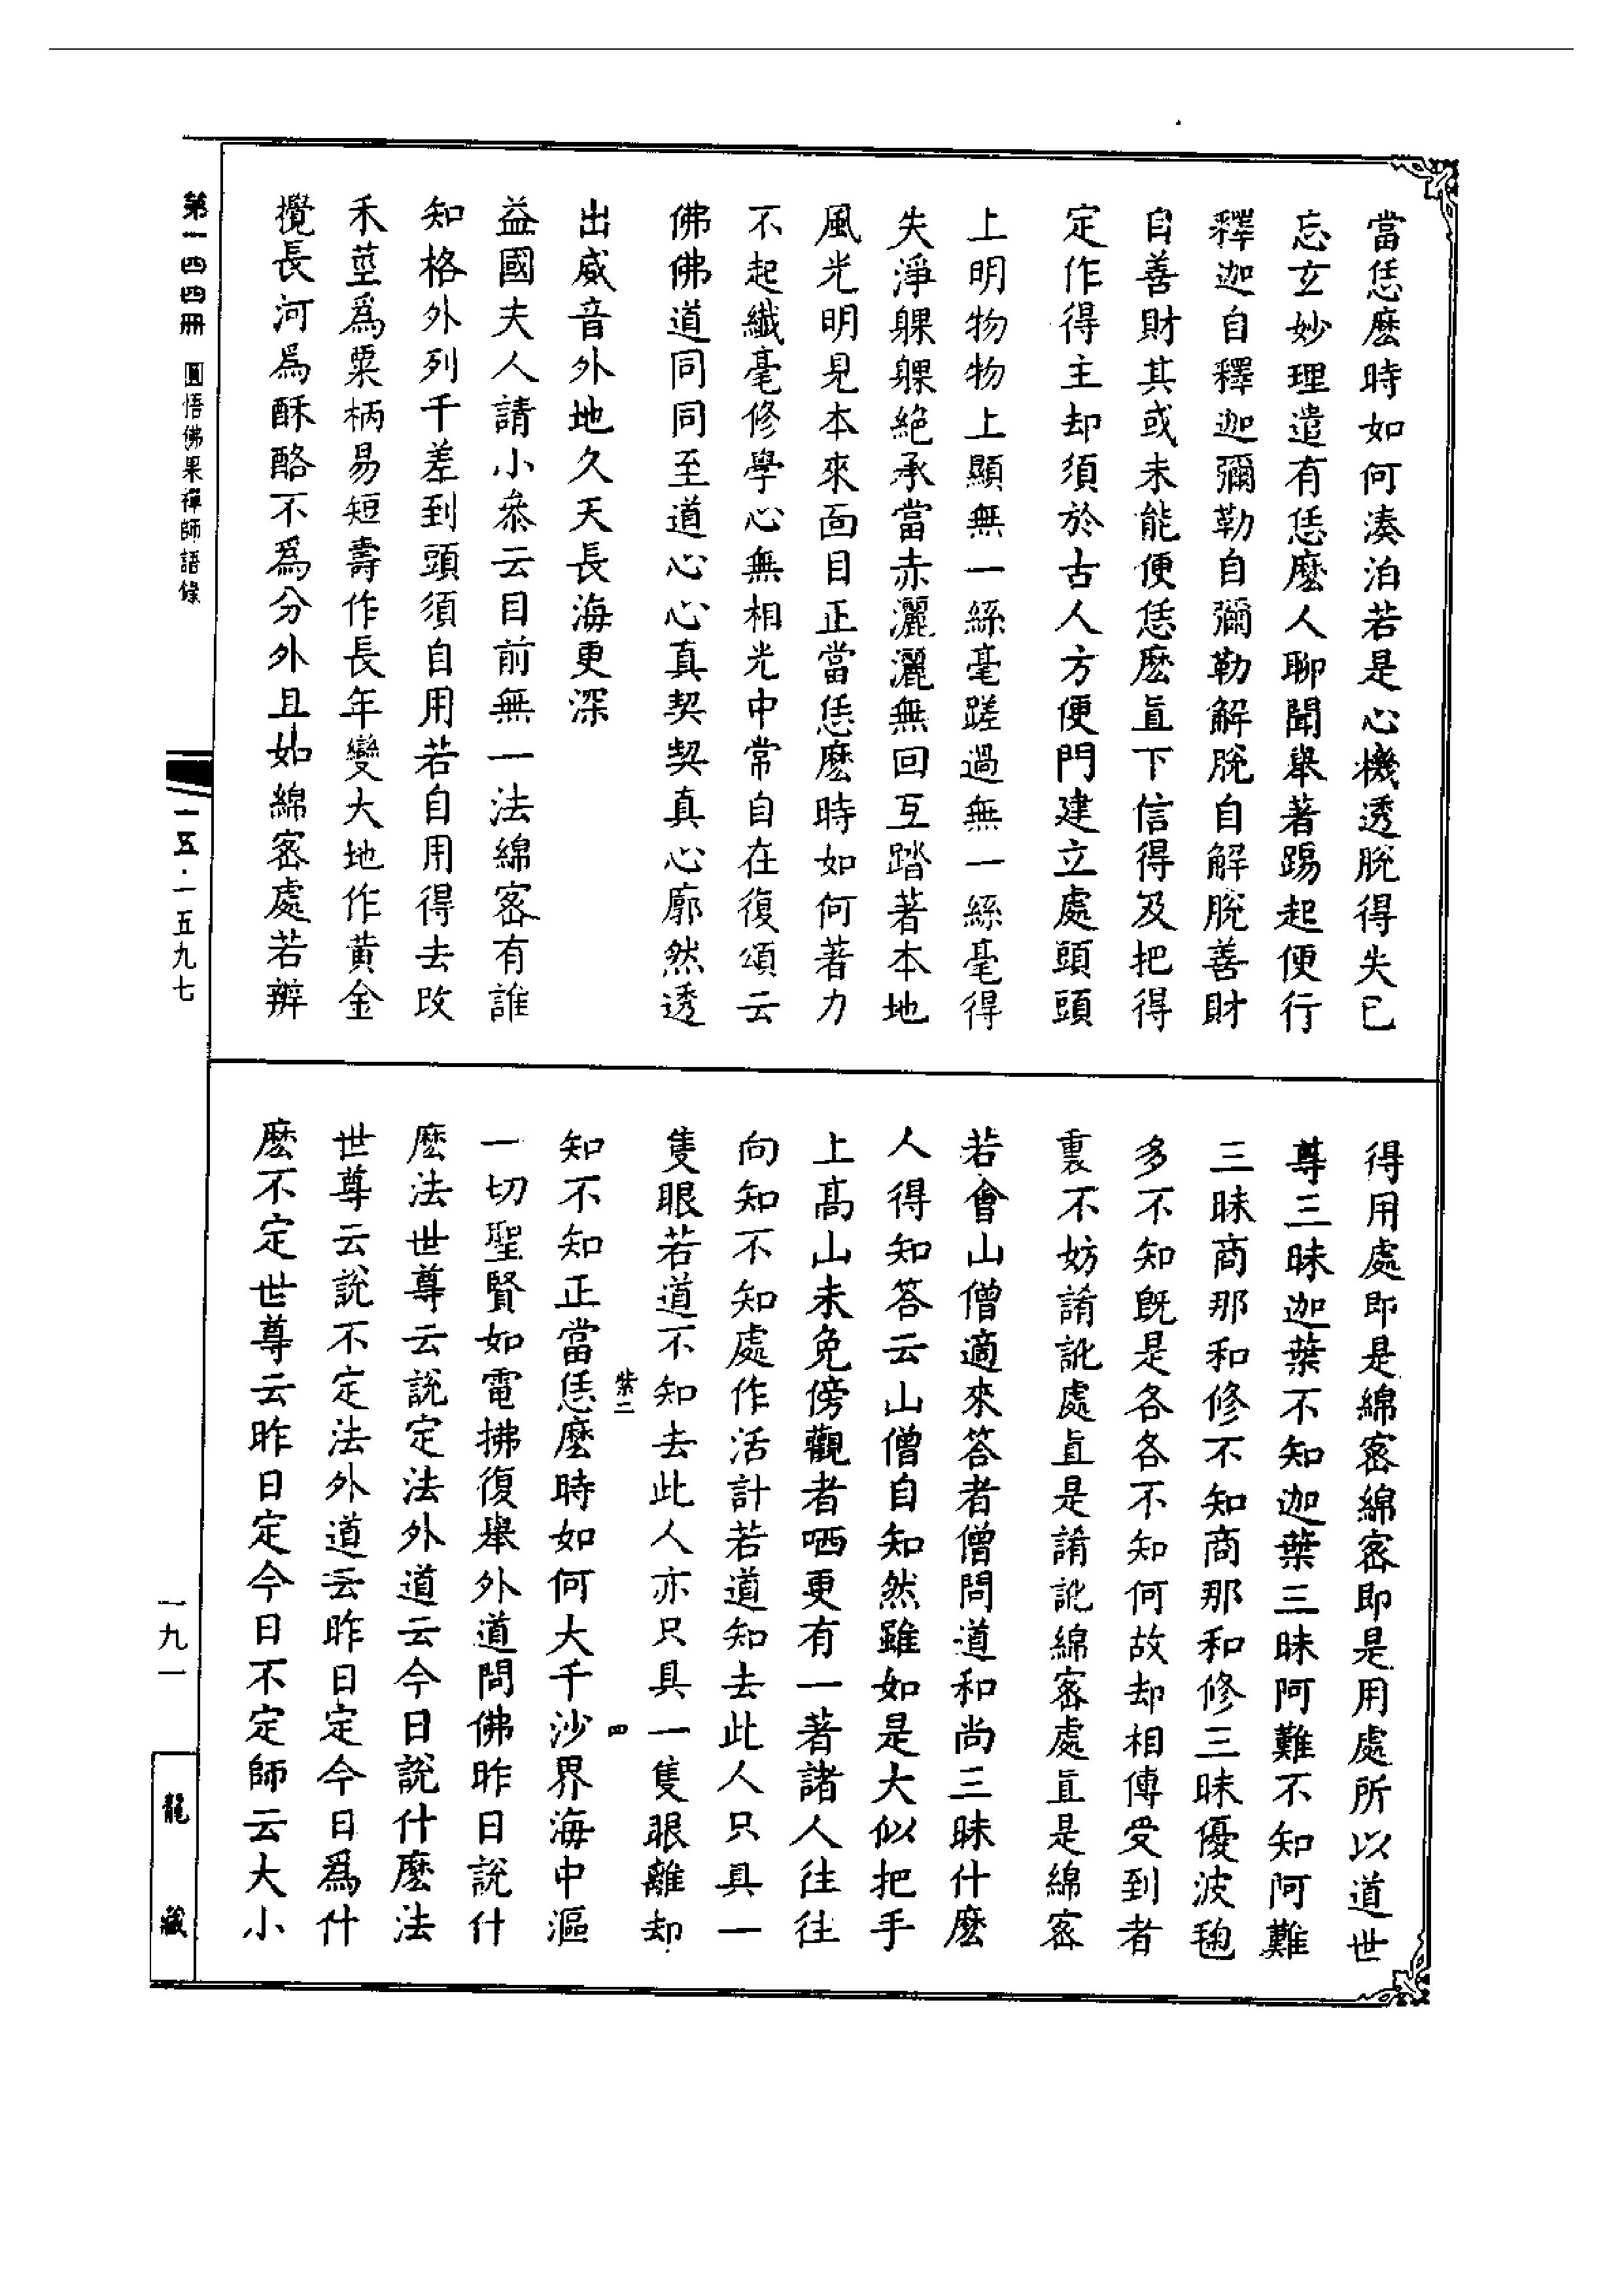 當恁麽時如何湊泊若是心機透脫得失已
忘玄妙理遣有恁麽人聊聞舉著踢起便行
釋迦自釋迦彌勒自彌勒解脫自解脫善財
自善財其或未能便恁麽直下信得及把得
定作得主却須於古人方便門建立處頭頭
上明物物上顯無一絲毫蹉過無一絲毫得
失淨躶躶絕承當赤灑灑無回互踏著本地
風光明見本來面目正當恁麽時如何著力
不起纖毫修學心無相光中常自在復頌云
佛佛道同同至道心心真契契真心廓然透
出威音外地久天長海更深
益國夫人請小叅云目前無一法綿密有誰
知格外列千差到頭須自用若自用得去改
禾莖爲粟柄易短壽作長年變大地作黃金
攪長河爲酥酪不爲分外且如綿密處若辨
得用處即是綿密綿密即是用處所以道世
尊三昧迦葉不知迦葉三昧阿難不知阿難
三昧商那和修不知商那和修三昧優波毱
多不知既是各各不知何故却相傳受到者
裏不妨誵訛處直是誵訛綿密處直是綿密
若會山僧適來答者僧問道和尚三昧什麽
人得知答云山僧自知然雖如是大似把手
上高山未免傍觀者哂更有一著諸人往往
向知不知處作活計若道知去此人只具一
隻眼若道不知去此人亦只具一隻眼離却
紫二
四
知不知正當恁麽時如何大千沙界海中漚
一切聖賢如電拂復舉外道問佛昨日說什
麽法世尊云說定法外道云今日說什麽法
世尊云說不定法外道云昨日定今日爲什
麽不定世尊云昨日定今日不定師云大小
第一四四冊 圓悟佛果禪師語錄
一五·一五九七
一九一
龍藏